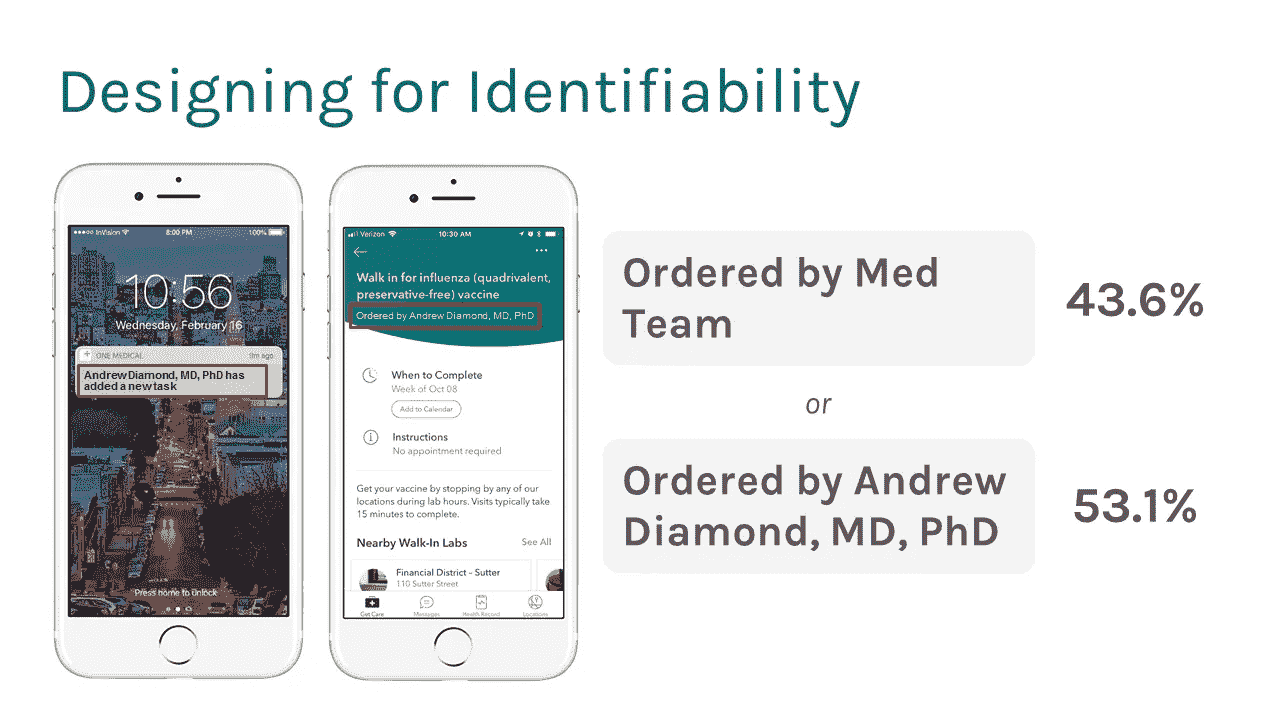 Designing for Identifiability
InVision
8:00 PM
100%
10:56
Wednesday, February 16
ONE MEDICAL
9m ago
Andrew Diamond, MD, PhD has
added a new task
Press home to unlock
Verizon
10:30 AM
Walk in for influenza (quadrivalent,
preservative-free) vaccine
Ordered by Andrew Diamond, MD, PhD
When to Complete
Week of Oct 08
Add to Calendar
Instructions
No appointment required
Get your vaccine by stopping by any of our
locations during lab hours. Visits typically take
15 minutes to complete.
Nearby Walk-In Labs
See All
Financial District - Sutter
110 Sutter Street
Get Care
Messages
Health Record
Locations
Ordered by Med
Team
43.6%
or
Ordered by Andrew
Diamond, MD, PhD
53.1%